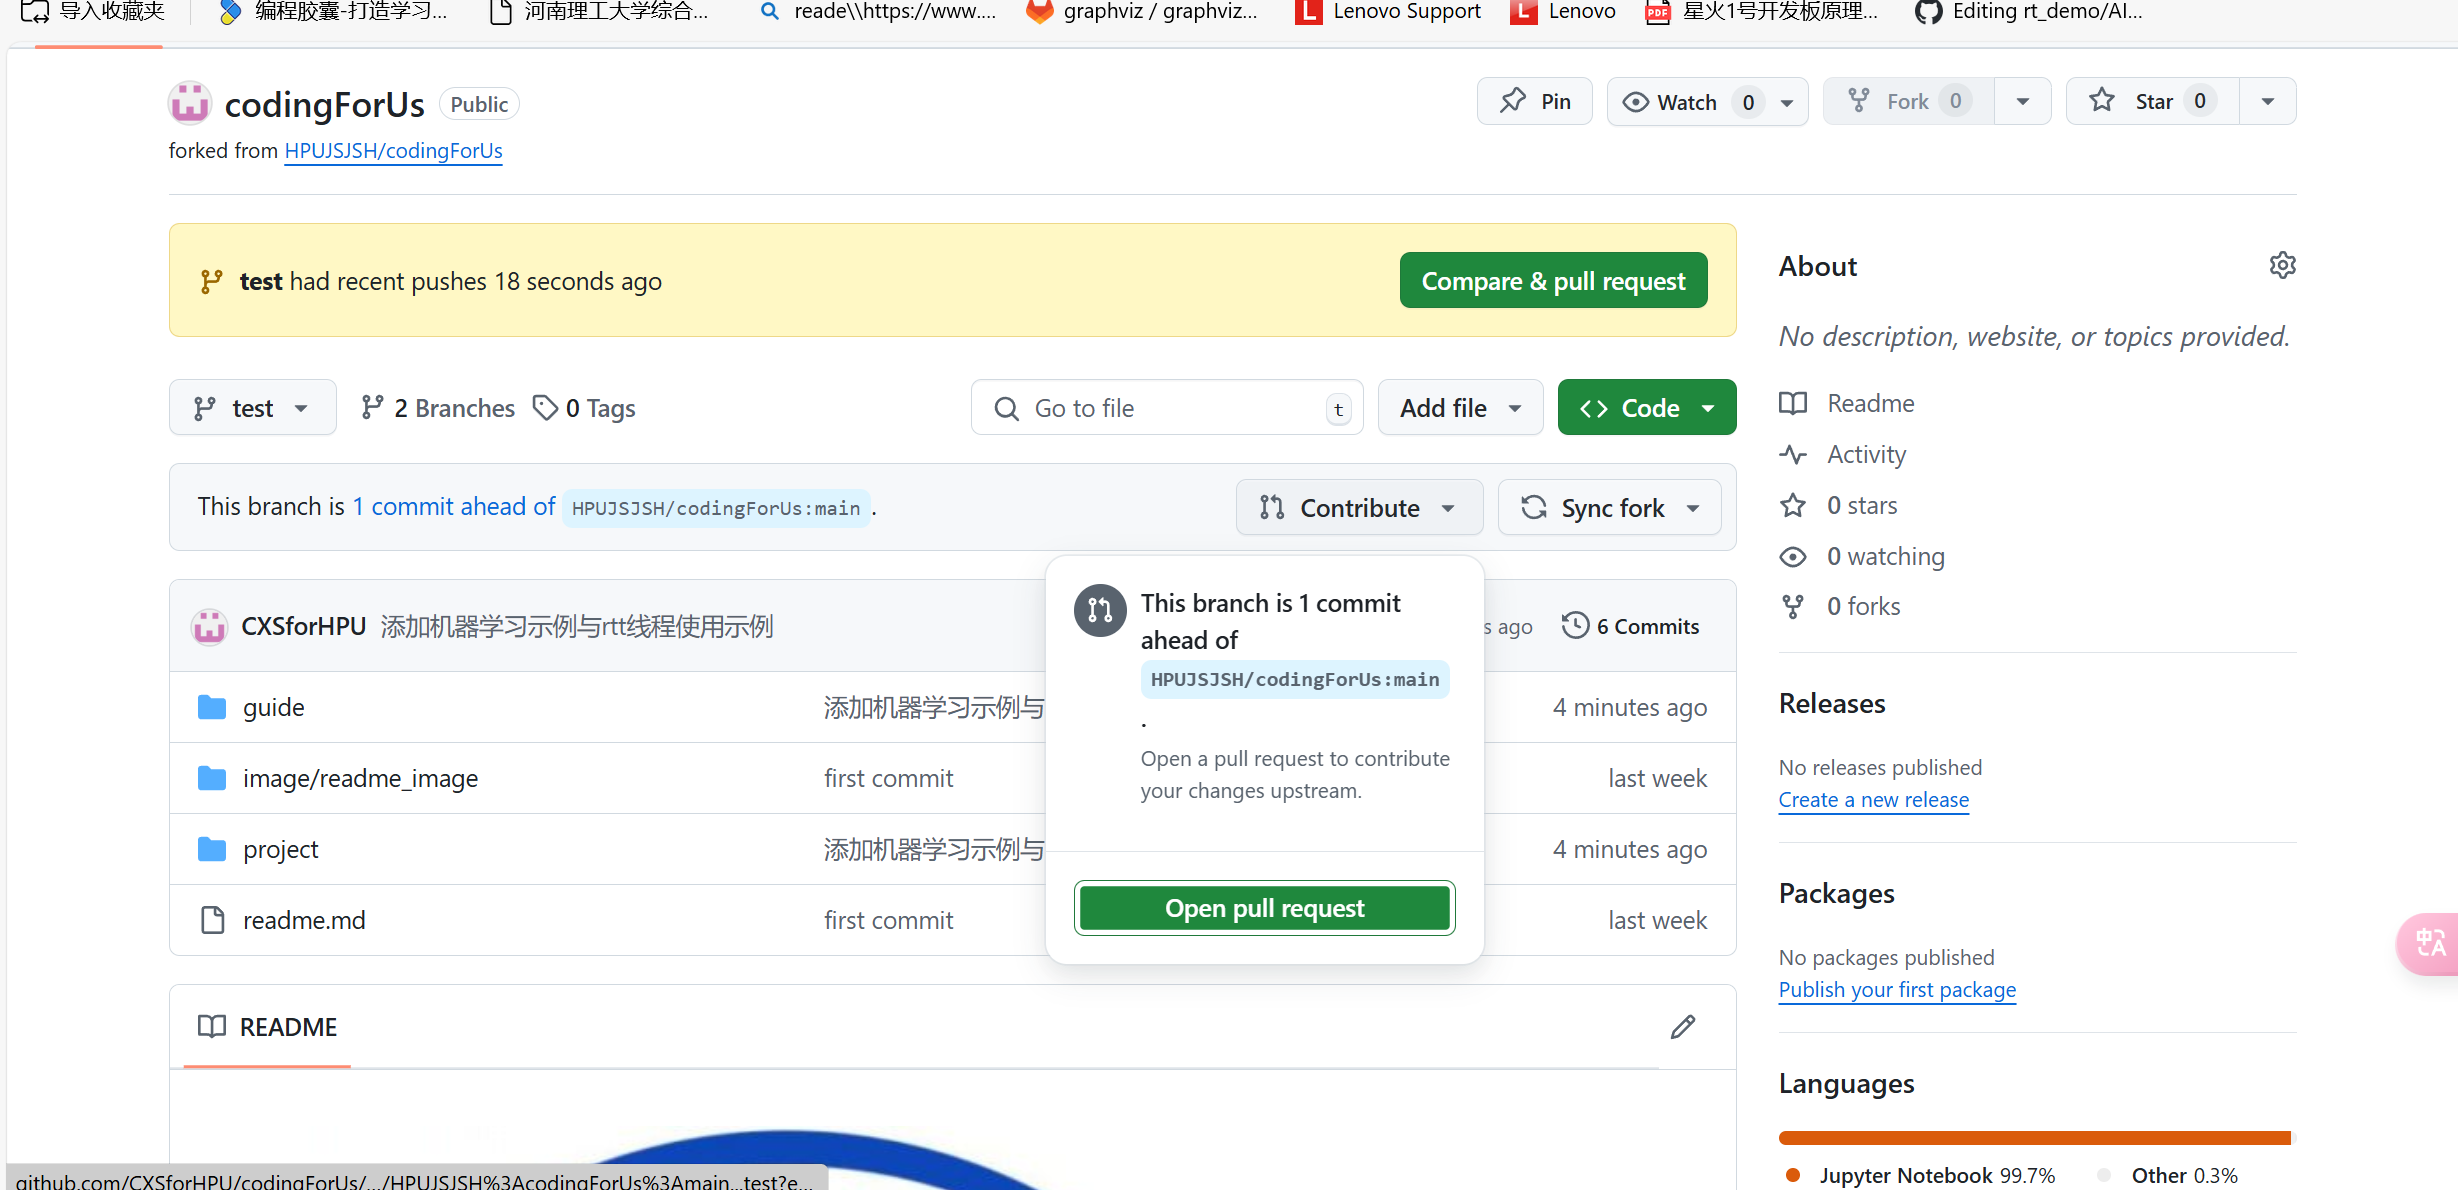 导入收藏夹 编程胶囊-打造学习... 河南理工大学综合... reade\\https://www.... graphviz / graphviz... Lenovo Support Lenovo 星火1号开发板原理... Editing rt_demo/AI...
codingForUs Public Pin Watch 0 Fork 0 Star 0
forked from HPUJSJSH/codingForUs
test had recent pushes 18 seconds ago Compare & pull request
test 2 Branches 0 Tags Go to file t Add file Code
This branch is 1 commit ahead of HPUJSJSH/codingForUs:main . Contribute Sync fork
CXSforHPU 添加机器学习示例与rtt线程使用示例 s ago 6 Commits
guide 添加机器学习示例与 4 minutes ago
image/readme_image first commit last week
project 添加机器学习示例与 4 minutes ago
readme.md first commit last week
This branch is 1 commit
ahead of
HPUJSJSH/codingForUs:main
.
Open a pull request to contribute
your changes upstream.
Open pull request
README
About
No description, website, or topics provided.
Readme
Activity
0 stars
0 watching
0 forks
Releases
No releases published
Create a new release
Packages
No packages published
Publish your first package
Languages
Jupyter Notebook 99.7% Other 0.3%
github.com/CXSforHPU/codingForUs/.../HPUJSJSH%3AcodingForUs%3Amain...test?e...
中A